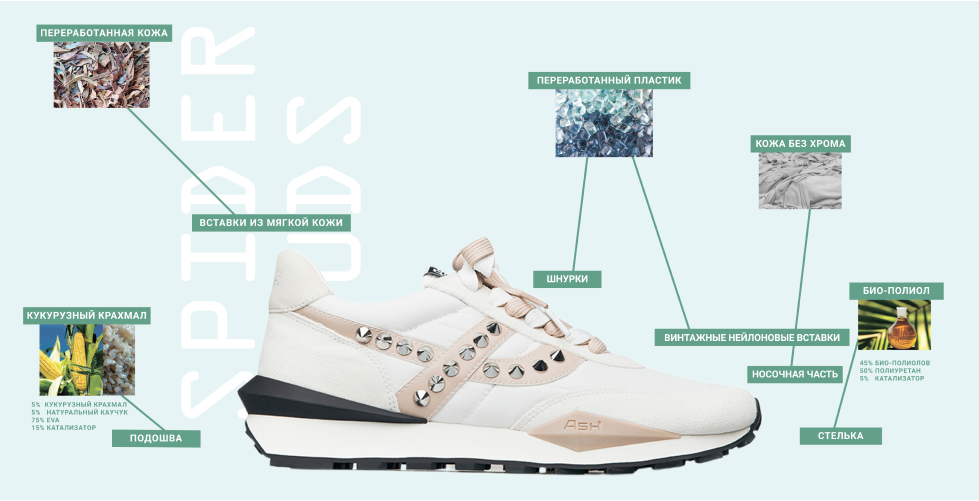 ПЕРЕРАБОТАННАЯ КОЖА
SPIDER
UDS
ПЕРЕРАБОТАННЫЙ ПЛАСТИК
КОЖА БЕЗ ХРОМА
ВСТАВКИ ИЗ МЯГКОЙ КОЖИ
ШНУРКИ
БИО-ПОЛИОЛ
КУКУРУЗНЫЙ КРАХМАЛ
ВИНТАЖНЫЕ НЕЙЛОНОВЫЕ ВСТАВКИ
45% БИО-ПОЛИОЛОВ
50% ПОЛИУРЕТАН
5% КАТАЛИЗАТОР
НОСОЧНАЯ ЧАСТЬ
5% КУКУРУЗНЫЙ КРАХМАЛ
5% НАТУРАЛЬНЫЙ КАУЧУК
75% EVA
15% КАТАЛИЗАТОР
ПОДОШВА
ASH
СТЕЛЬКА